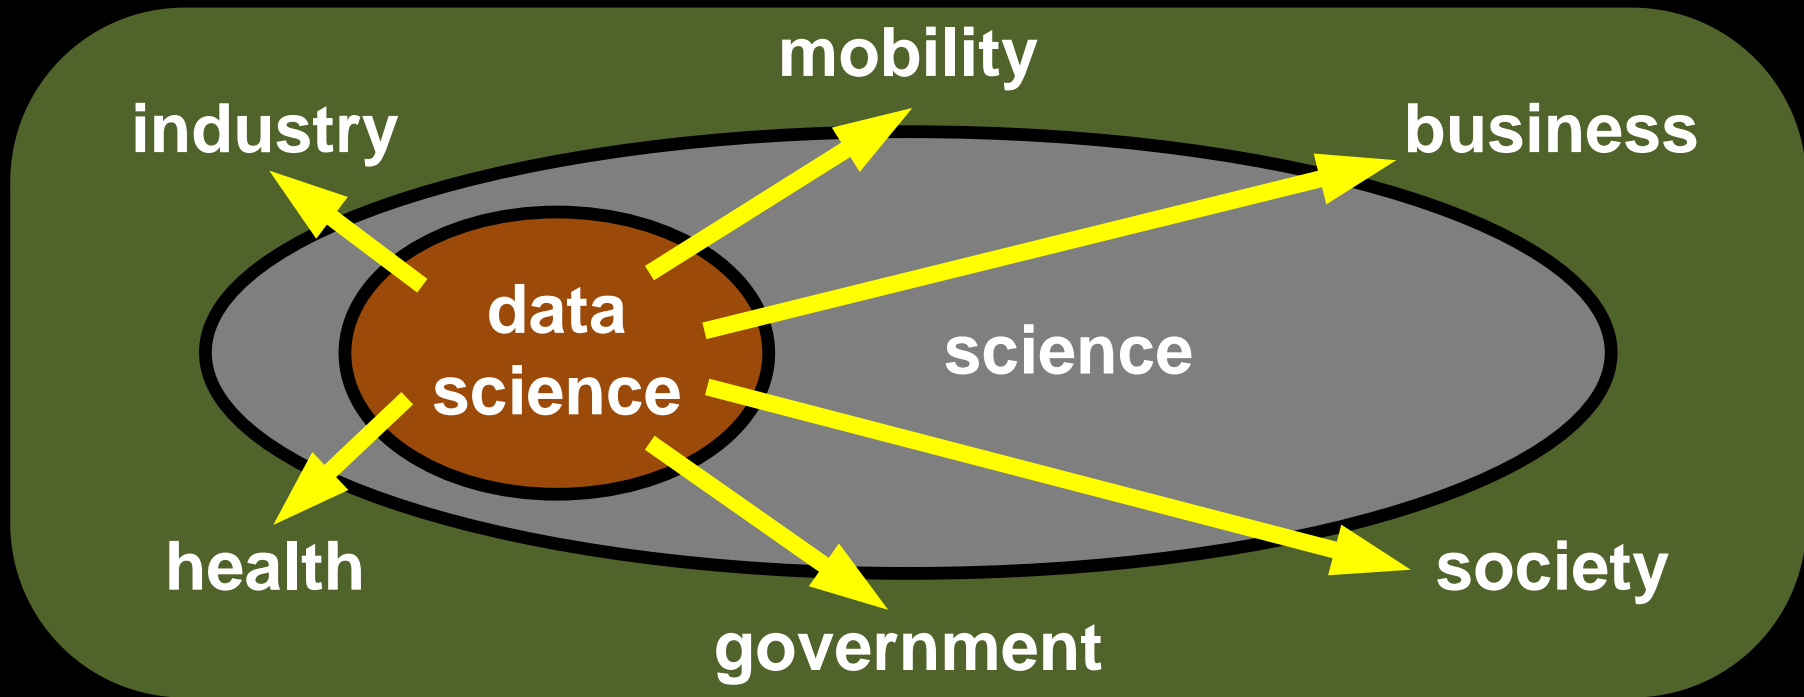 mobility
industry
business
data
science
science
health
society
government